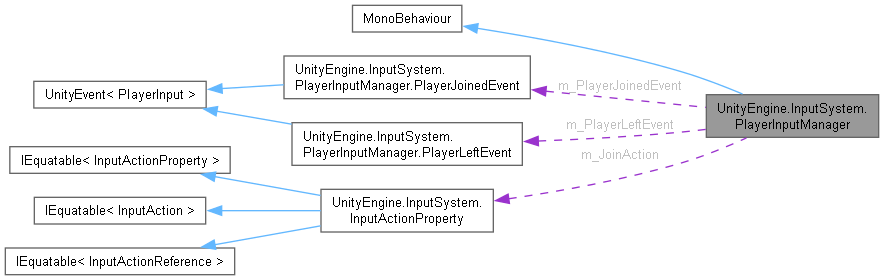 MonoBehaviour
UnityEngine.InputSystem.
PlayerInputManager.PlayerJoinedEvent
m_PlayerJoinedEvent
UnityEvent< PlayerInput >
UnityEngine.InputSystem.
PlayerInputManager
UnityEngine.InputSystem.
PlayerInputManager.PlayerLeftEvent
m_PlayerLeftEvent
IEquatable< InputActionProperty >
m_JoinAction
IEquatable< InputAction >
UnityEngine.InputSystem.
InputActionProperty
IEquatable< InputActionReference >